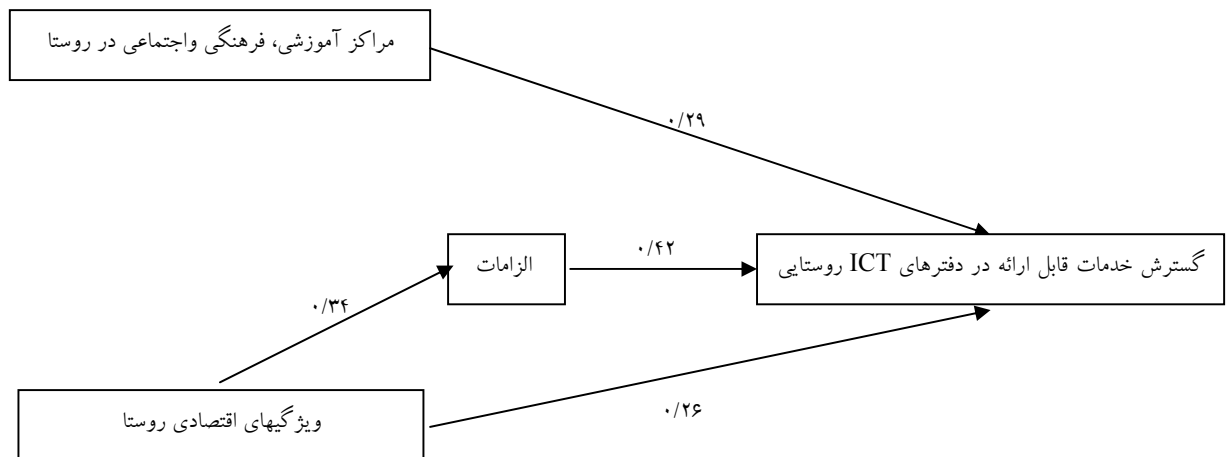 مراکز آموزشی، فرهنگی واجتماعی در روستا
۰/۲۹
الزامات
۰/۴۲
گسترش خدمات قابل ارائه در دفترهای ICT روستایی
۰/۳۴
ویژگیهای اقتصادی روستا
۰/۲۶